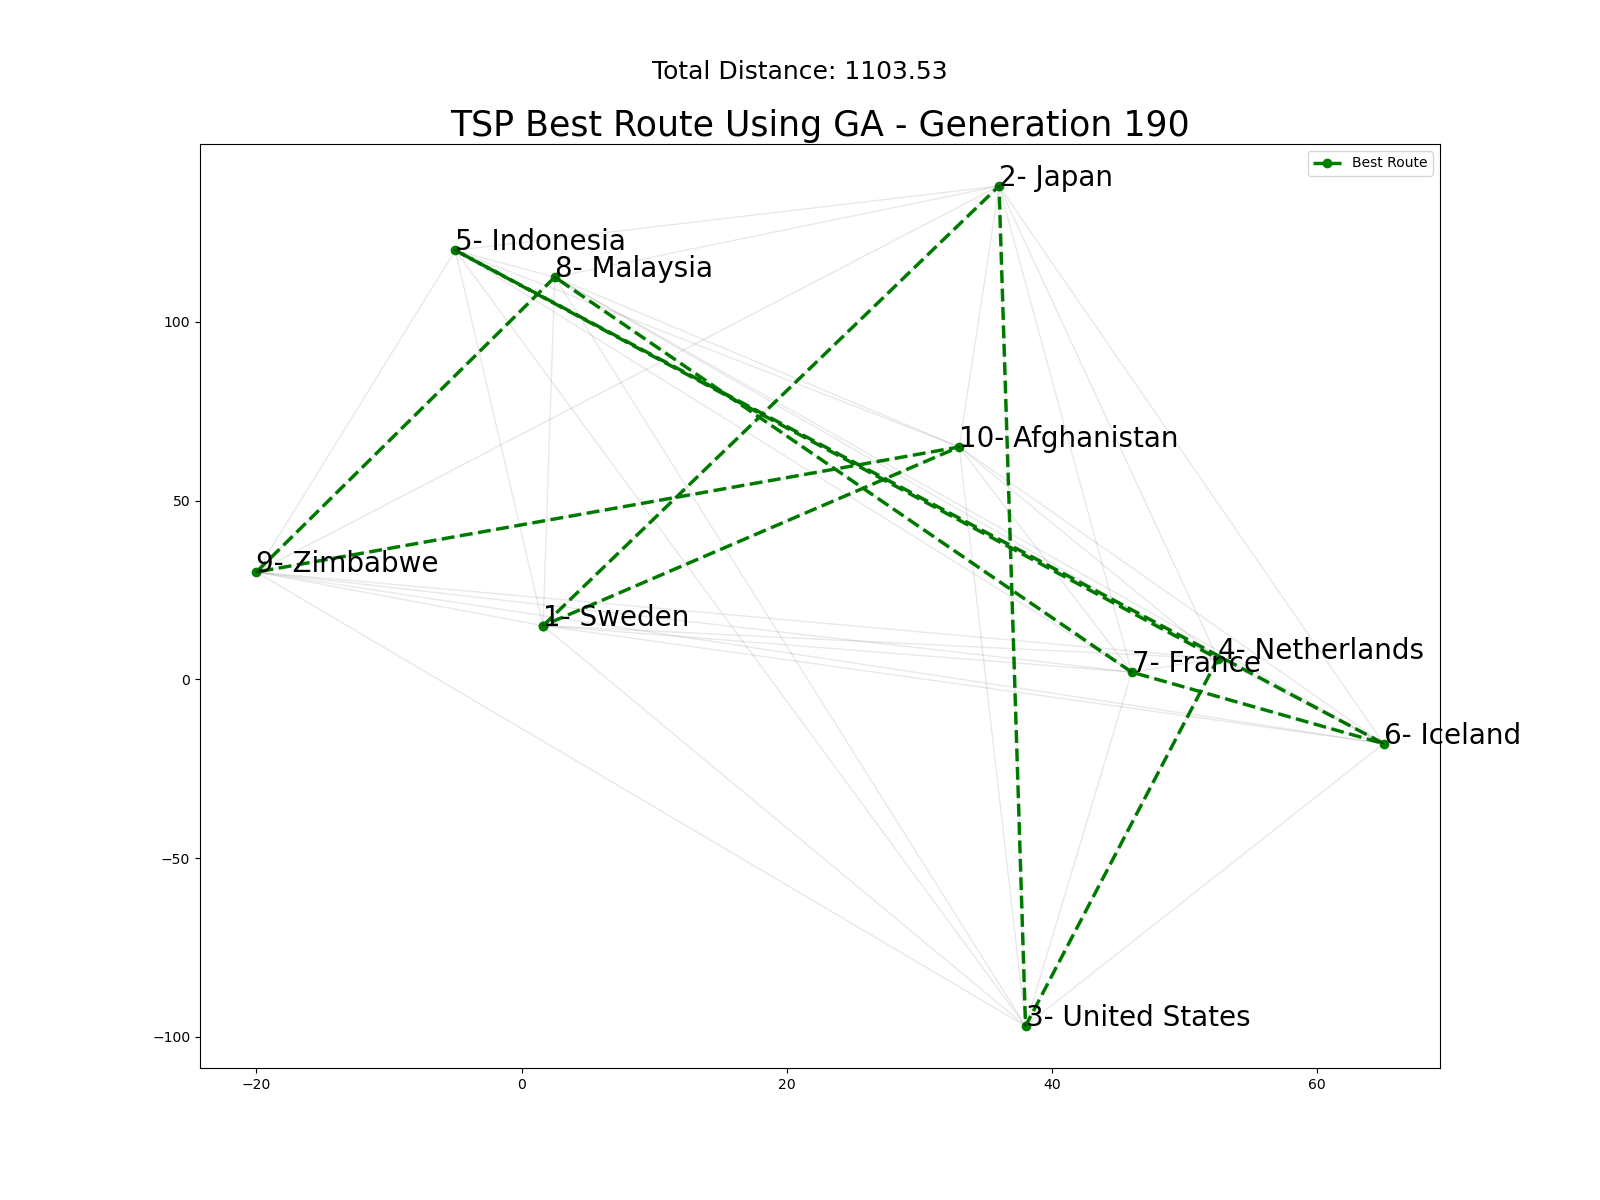 Total Distance: 1103.53
TSP Best Route Using GA - Generation 190
Best Route
2- Japan
5- Indonesia
8- Malaysia
100
10- Afghanistan
50
9- Zimbabwe
1- Sweden
4- Netherlands
7- France
0
6- Iceland
−50
3- United States
−100
−20
0
20
40
60